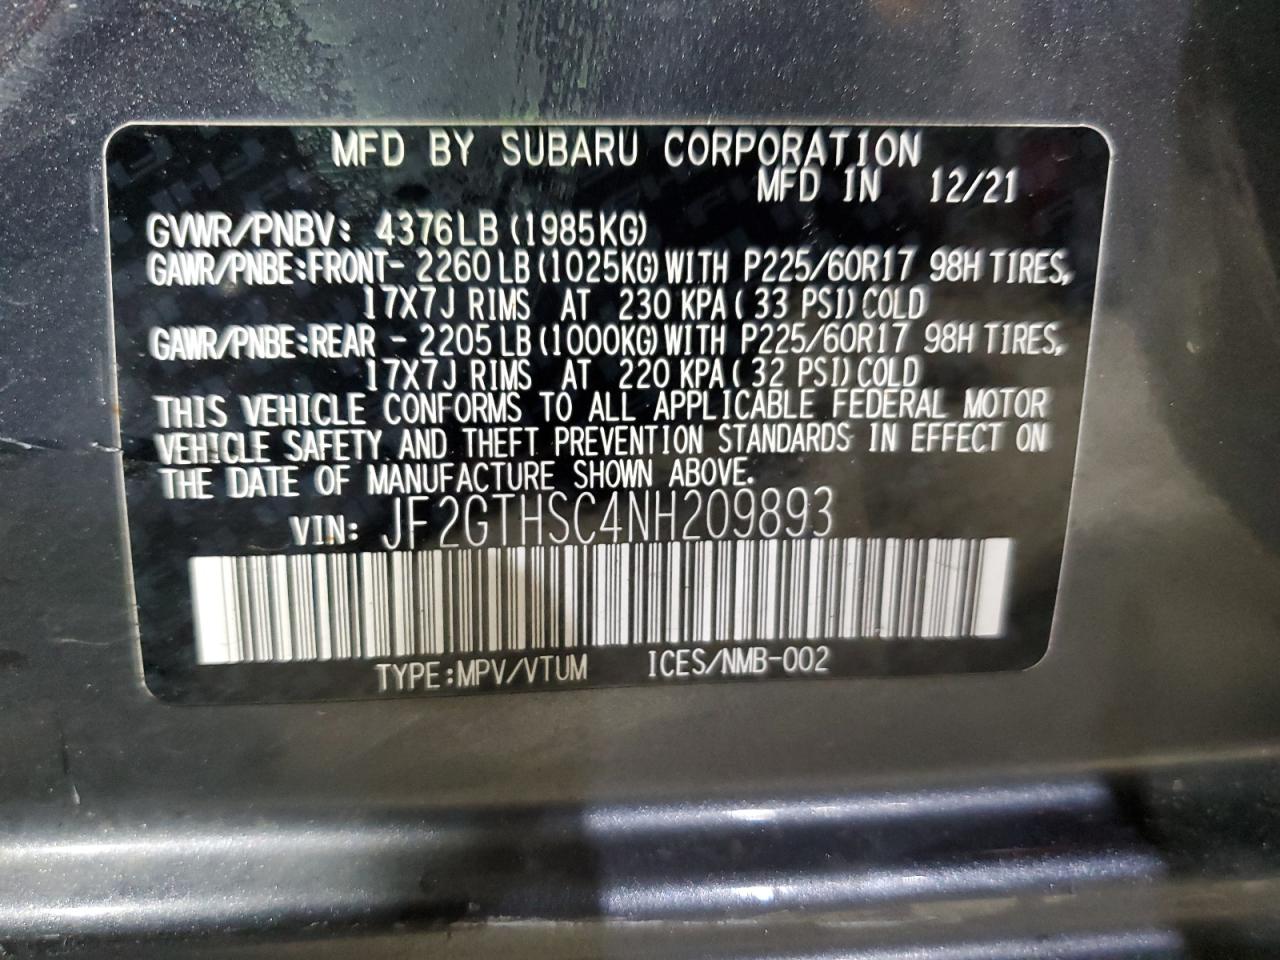 MFD BY SUBARU CORPORATION
MFD IN 12/21
GVWR/PNBV: 4376LB (1985KG)
GAWR/PNBE:FRONT- 2260 LB (1025KG) WITH P225/60R17 98H TIRES,
17X7J RIMS AT 230 KPA ( 33 PSI) COLD
GAWR/PNBE:REAR - 2205 LB (1000KG) WITH P225/60R17 98H TIRES,
17X7J RIMS AT 220 KPA ( 32 PSI) COLD
THIS VEHICLE CONFORMS TO ALL APPLICABLE FEDERAL MOTOR
VEHICLE SAFETY AND THEFT PREVENTION STANDARDS IN EFFECT ON
THE DATE OF MANUFACTURE SHOWN ABOVE.
VIN: JF2GTHSC4NH209893
TYPE:MPV/VTUM ICES/NMB-002